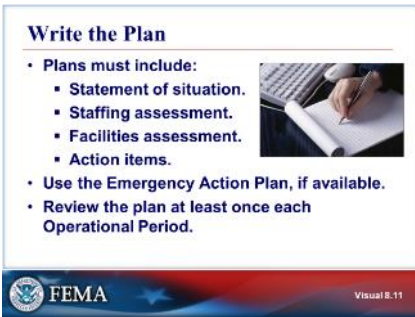 Write the Plan
• Plans must include:
▪ Statement of situation.
▪ Staffing assessment.
▪ Facilities assessment.
▪ Action items.
• Use the Emergency Action Plan, if available.
• Review the plan at least once each
Operational Period.
FEMA
Visual 8.11